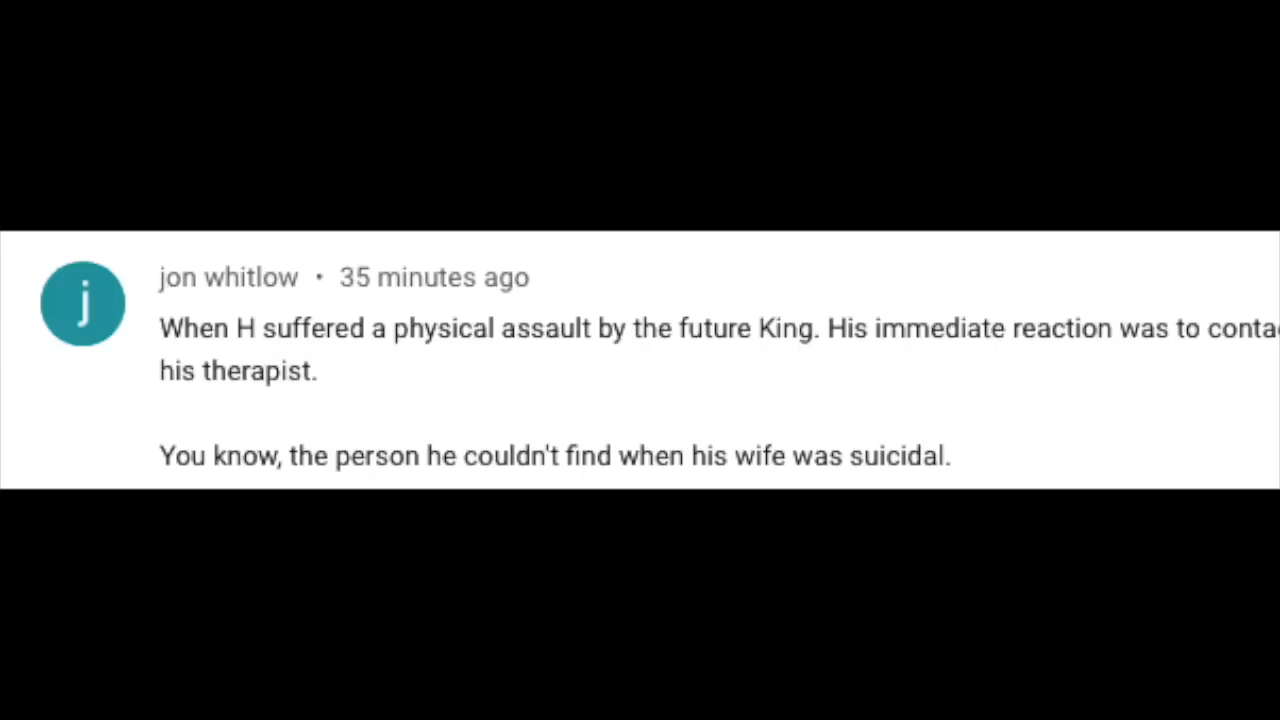 j
jon whitlow • 35 minutes ago
When H suffered a physical assault by the future King. His immediate reaction was to
his therapist.
You know, the person he couldn't find when his wife was suicidal.